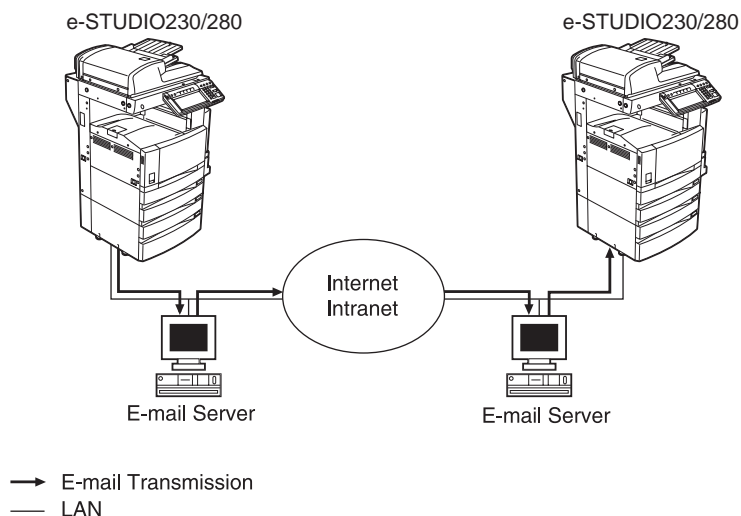 e-STUDIO230/280
e-STUDIO230/280
Internet
Intranet
E-mail Server
E-mail Server
E-mail Transmission
LAN